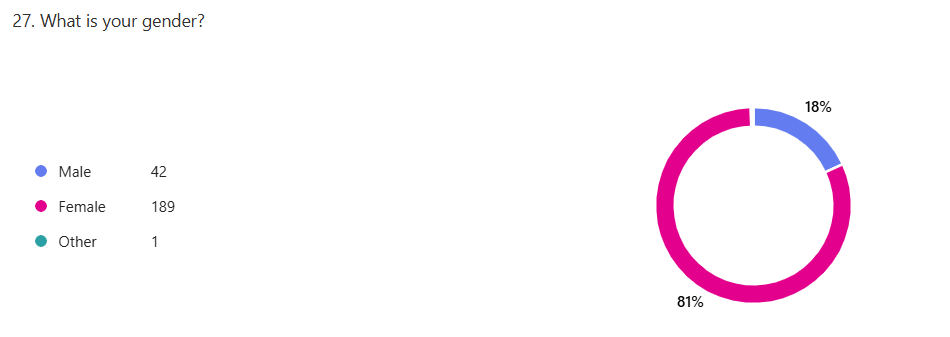 27. What is your gender?
18%
Male 42
Female 189
Other 1
81%